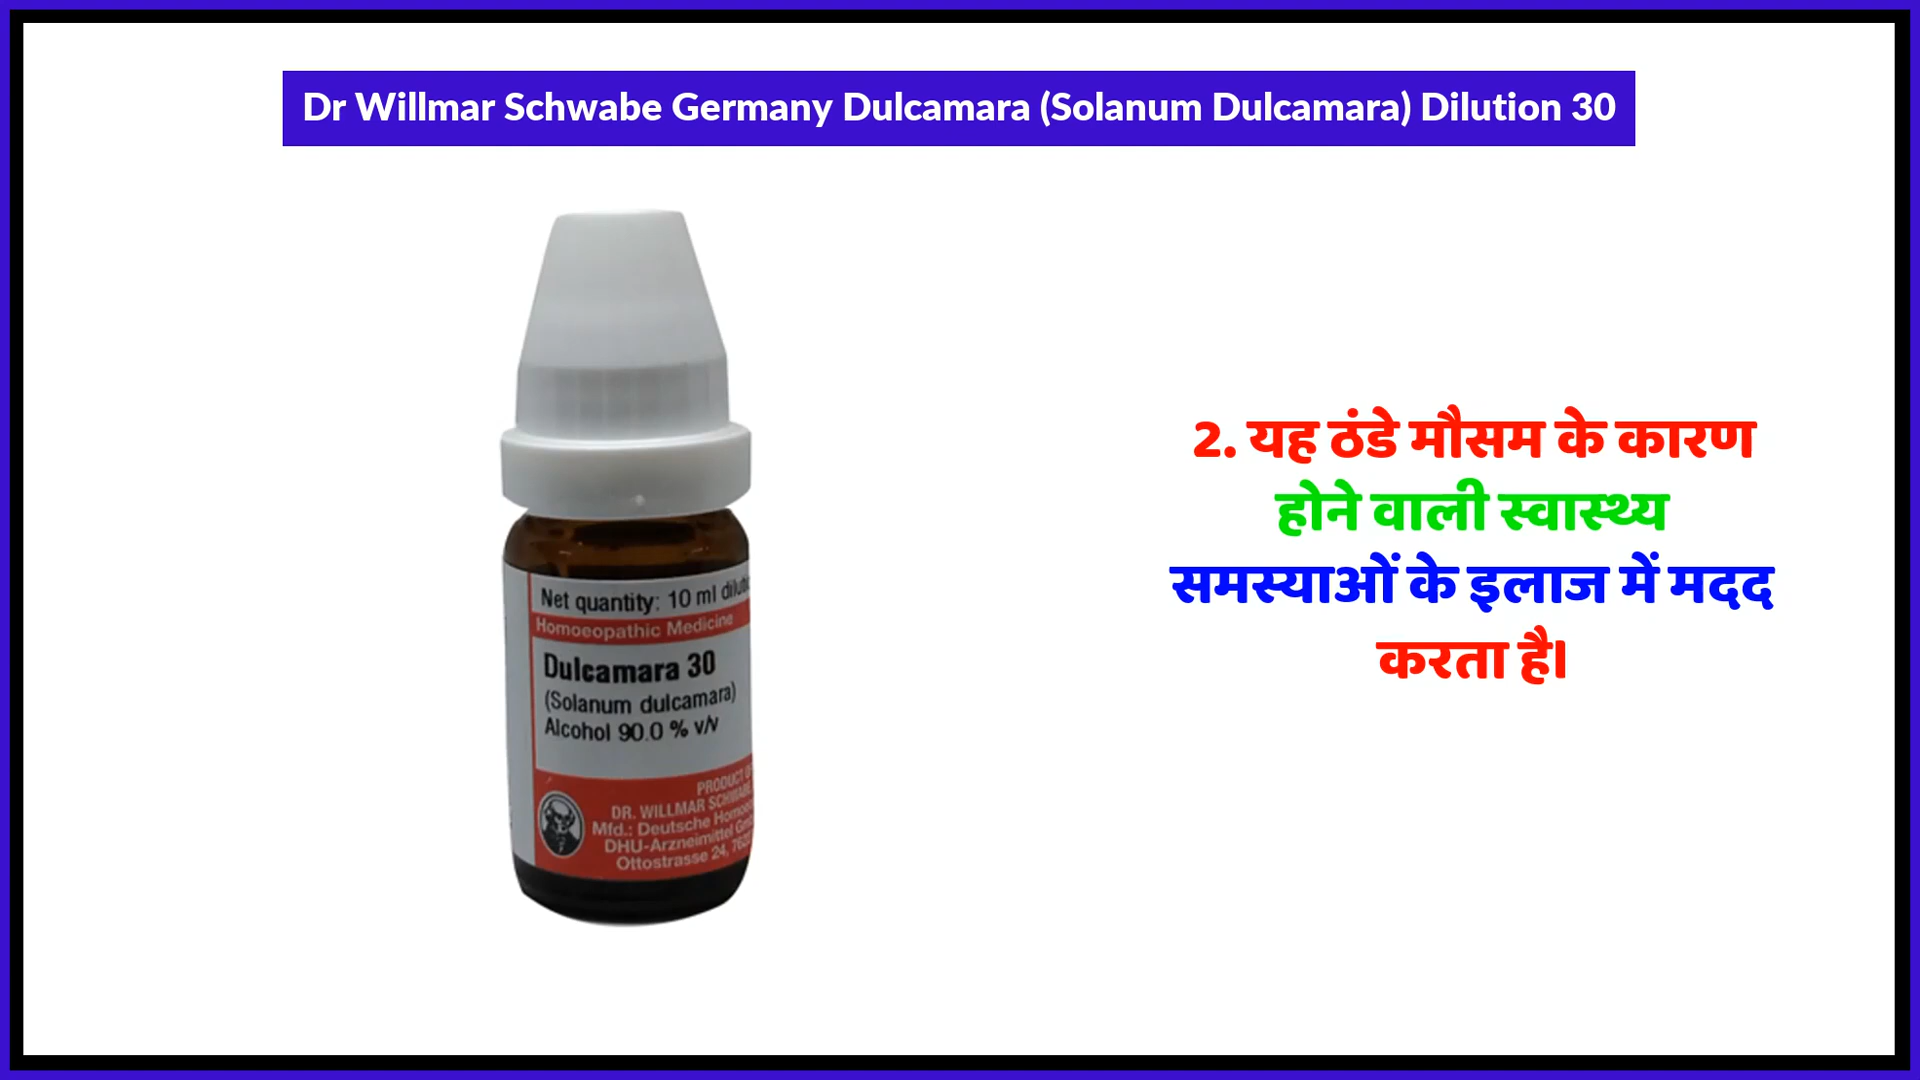 Dr Willmar Schwabe Germany Dulcamara (Solanum Dulcamara) Dilution 30
2. यह ठंडे मौसम के कारण
होने वाली स्वास्थ्य
समस्याओं के इलाज में मदद
करता है।
Net quantity: 10 ml
Homoeopathic Medicine
Dulcamara 30
(Solanum dulcamara)
Alcohol 90.0 % v/v
PRODUCT
DR. WILLMAR
Mfd.: Deutsche
DHU-Arzneimittel
Ottostrasse 24,